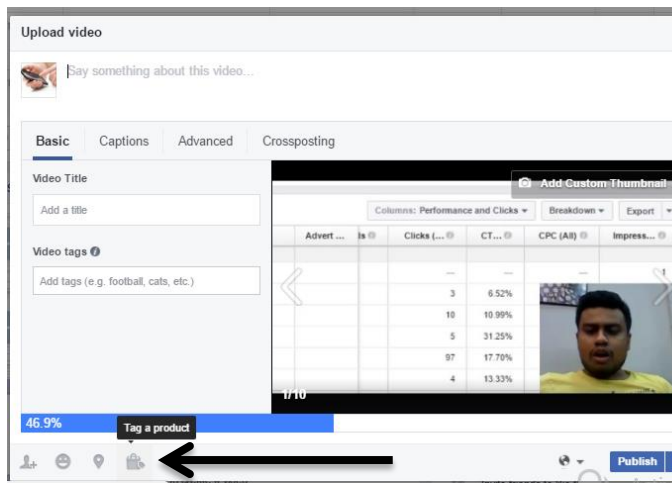 Upload video
Say something about this video...
Basic Captions Advanced Crossposting
Video Title
Add Custom Thumbnail
Add a title
Columns: Performance and Clicks Breakdown Export
Advert ... ls Clicks (... CT... CPC (All) Impress...
Video tags
Add tags (e.g. football, cats, etc.)
--- --- --- 1
3 6.52%
10 10.99%
5 31.25%
97 17.70%
4 13.33%
1/10
46.9%
Tag a product
Publish